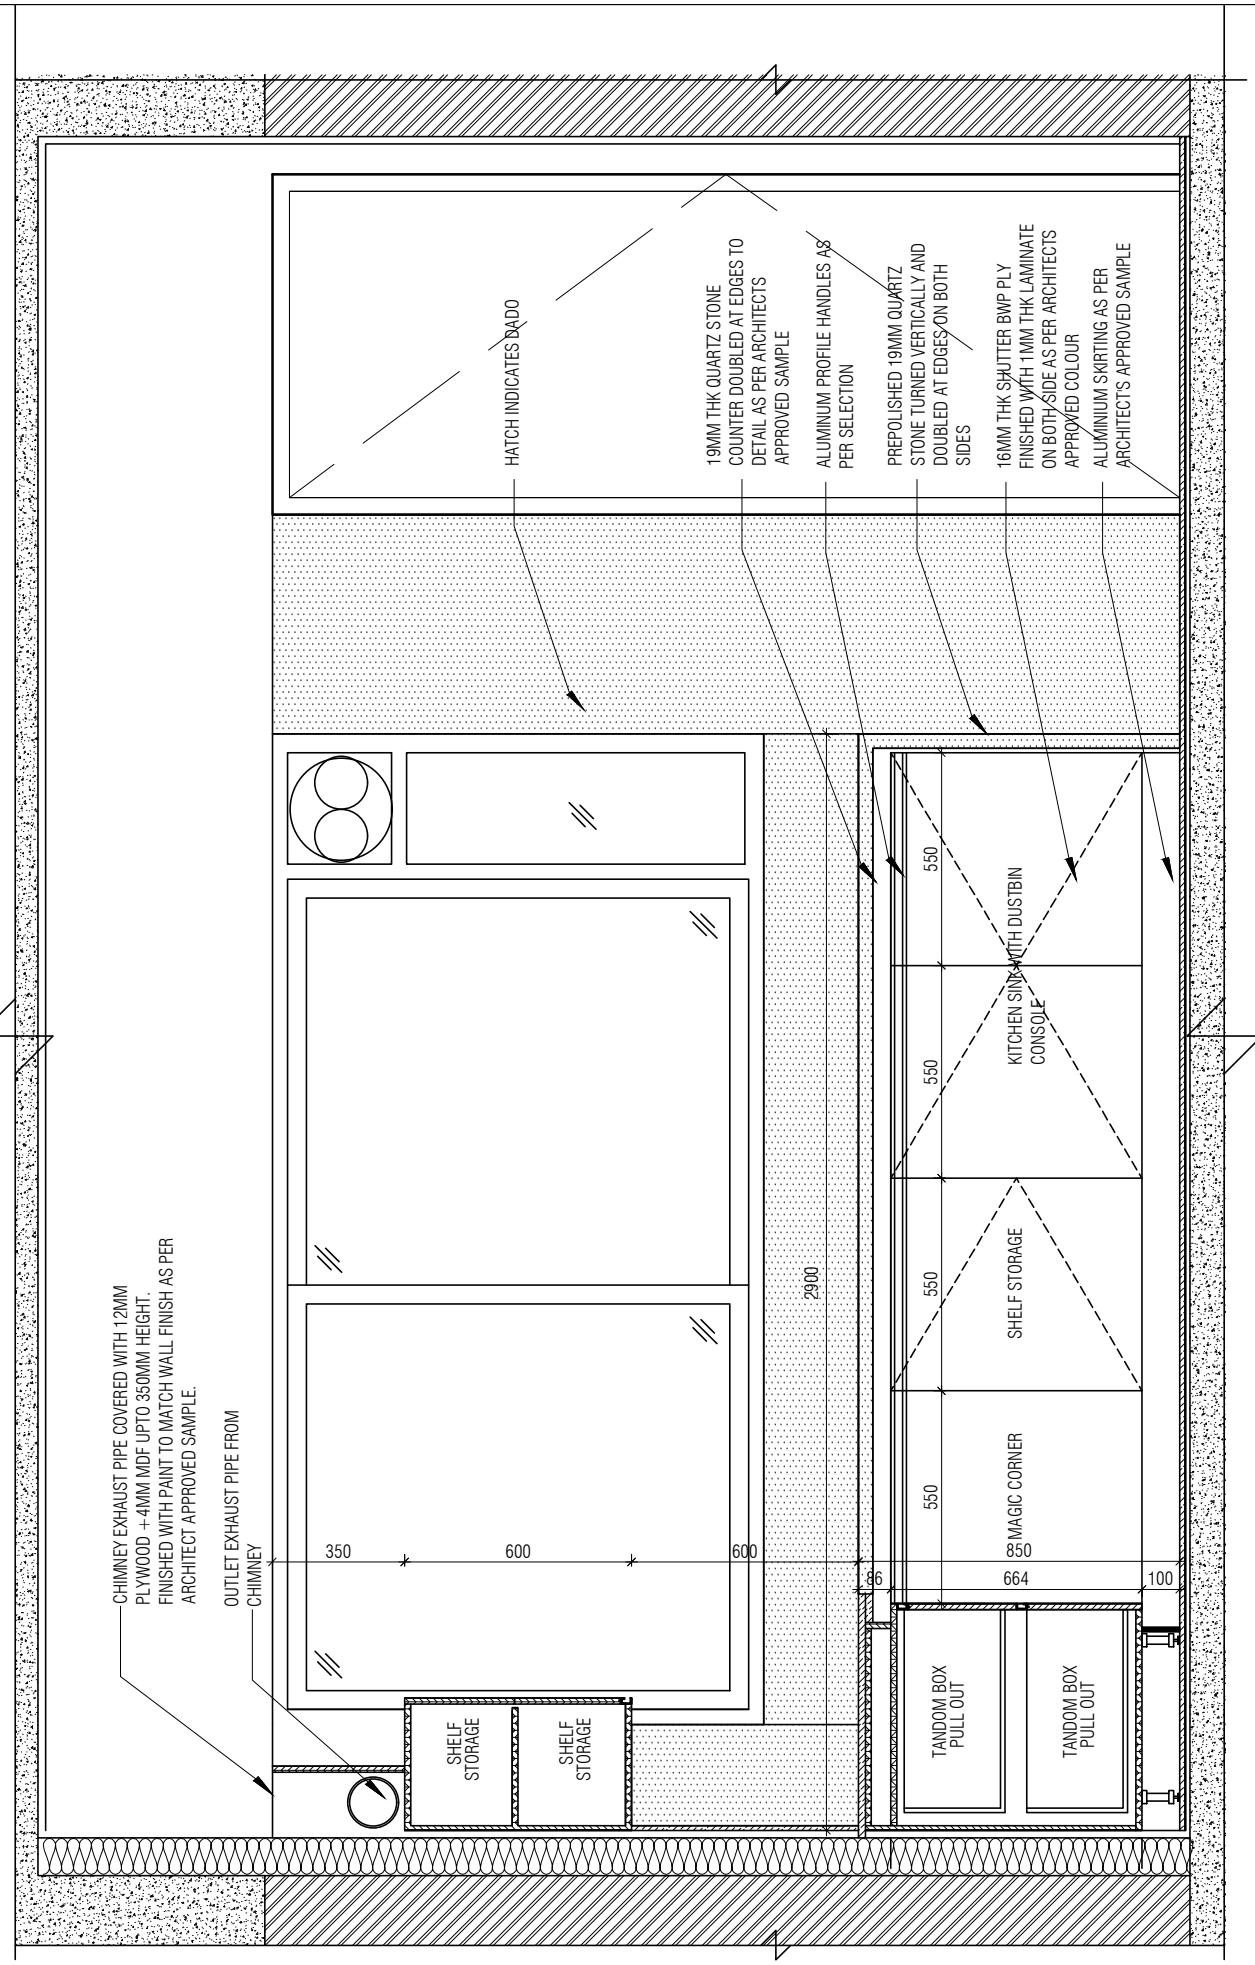 CHIMNEY EXHAUST PIPE COVERED WITH 12MM
PLYWOOD +4MM MDF UPTO 350MM HEIGHT.
FINISHED WITH PAINT TO MATCH WALL FINISH AS PER
ARCHITECT APPROVED SAMPLE.
OUTLET EXHAUST PIPE FROM
CHIMNEY
HATCH INDICATES DADO
19MM THK QUARTZ STONE
COUNTER DOUBLED AT EDGES TO
DETAIL AS PER ARCHITECTS
APPROVED SAMPLE
ALUMINUM PROFILE HANDLES AS
PER SELECTION
PREPOLISHED 19MM QUARTZ
STONE TURNED VERTICALLY AND
DOUBLED AT EDGES ON BOTH
SIDES
16MM THK SHUTTER BWP PLY
FINISHED WITH 1MM THK LAMINATE
ON BOTH SIDE AS PER ARCHITECTS
APPROVED COLOUR
ALUMINIUM SKIRTING AS PER
ARCHITECT'S APPROVED SAMPLE
350
600
600
850
86
664
100
2900
550
550
550
550
SHELF
STORAGE
SHELF
STORAGE
TANDOM BOX
PULL OUT
TANDOM BOX
PULL OUT
MAGIC CORNER
SHELF STORAGE
KITCHEN SINK WITH DUSTBIN
CONSOLE